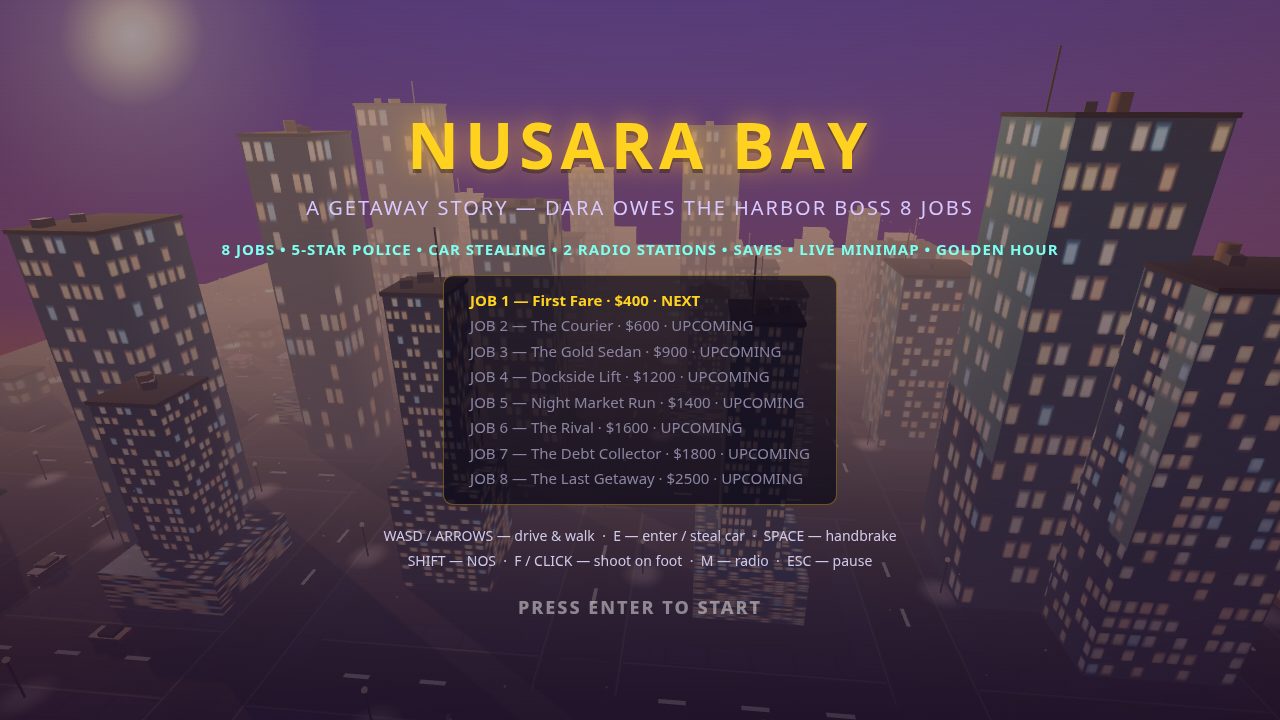 NUSARA BAY
A GETAWAY STORY — DARA OWES THE HARBOR BOSS 8 JOBS
8 JOBS • 5-STAR POLICE • CAR STEALING • 2 RADIO STATIONS • SAVES • LIVE MINIMAP • GOLDEN HOUR
JOB 1 — First Fare · $400 · NEXT
JOB 2 — The Courier · $600 · UPCOMING
JOB 3 — The Gold Sedan · $900 · UPCOMING
JOB 4 — Dockside Lift · $1200 · UPCOMING
JOB 5 — Night Market Run · $1400 · UPCOMING
JOB 6 — The Rival · $1600 · UPCOMING
JOB 7 — The Debt Collector · $1800 · UPCOMING
JOB 8 — The Last Getaway · $2500 · UPCOMING
WASD / ARROWS — drive & walk · E — enter / steal car · SPACE — handbrake
SHIFT — NOS · F / CLICK — shoot on foot · M — radio · ESC — pause
PRESS ENTER TO START